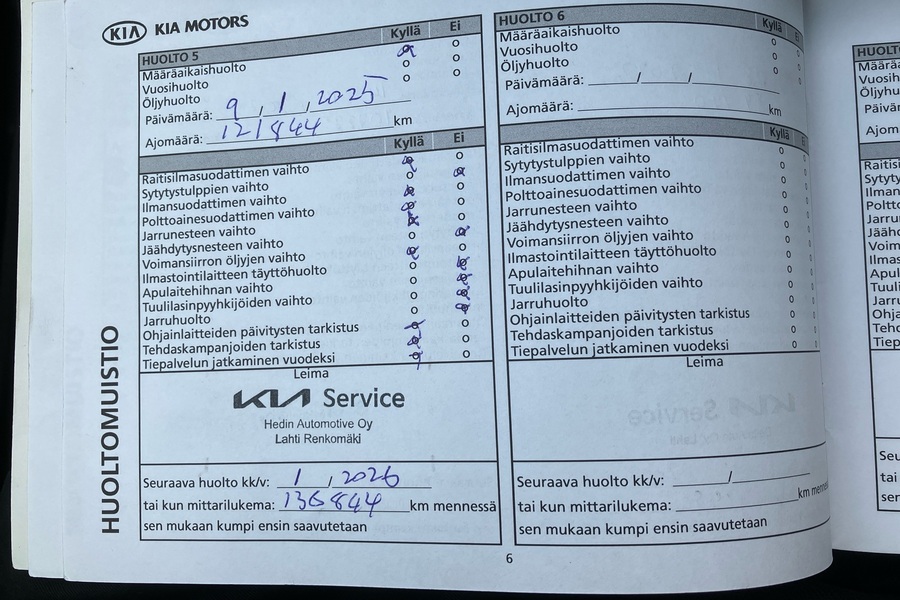 KIA KIA MOTORS
HUOLTOMUISTIO
HUOLTO 5 Kyllä Ei
Määräaikaishuolto
Vuosihuolto
Öljyhuolto
Päivämäärä: 9 , 1 , 2025
Ajomäärä: 121844 km
Kyllä Ei
Raitisilmasuodattimen vaihto
Sytytystulppien vaihto
Ilmansuodattimen vaihto
Polttoainesuodattimen vaihto
Jarrunesteen vaihto
Jäähdytysnesteen vaihto
Voimansiirron öljyjen vaihto
Ilmastointilaitteen täyttöhuolto
Apulaitehihnan vaihto
Tuulilasinpyyhkijöiden vaihto
Jarruhuolto
Ohjainlaitteiden päivitysten tarkistus
Tehdaskampanjoiden tarkistus
Tiepalvelun jatkaminen vuodeksi
Leima
KIA Service
Hedin Automotive Oy
Lahti Renkomäki
Seuraava huolto kk/v: 1 , 2026
tai kun mittarilukema: 136844 km mennessä
sen mukaan kumpi ensin saavutetaan
HUOLTO 6 Kyllä Ei
Määräaikaishuolto
Vuosihuolto
Öljyhuolto
Päivämäärä: / /
Ajomäärä: km
Kyllä
Raitisilmasuodattimen vaihto
Sytytystulppien vaihto
Ilmansuodattimen vaihto
Polttoainesuodattimen vaihto
Jarrunesteen vaihto
Jäähdytysnesteen vaihto
Voimansiirron öljyjen vaihto
Ilmastointilaitteen täyttöhuolto
Apulaitehihnan vaihto
Tuulilasinpyyhkijöiden vaihto
Jarruhuolto
Ohjainlaitteiden päivitysten tarkistus
Tehdaskampanjoiden tarkistus
Tiepalvelun jatkaminen vuodeksi
Leima
Seuraava huolto kk/v: /
tai kun mittarilukema: km mennessä
sen mukaan kumpi ensin saavutetaan
6